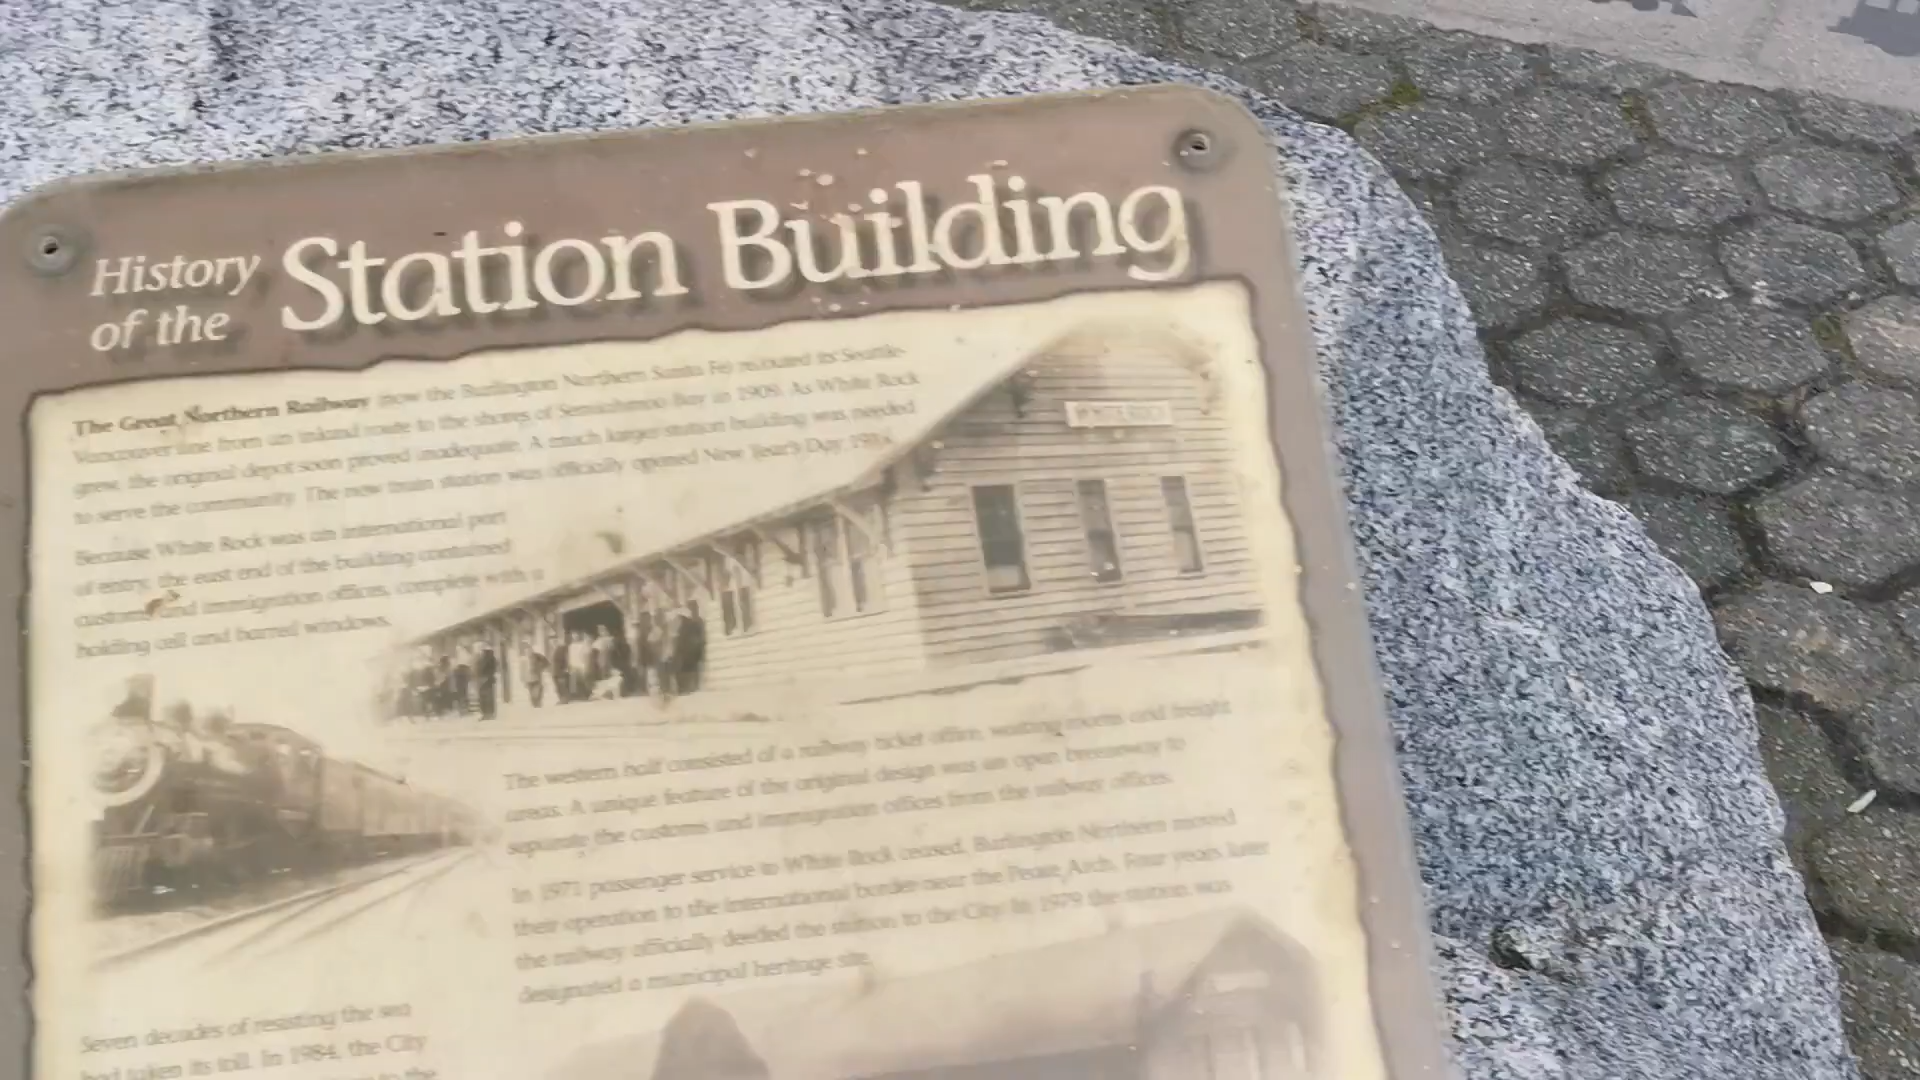 History
of the
Station Building
The Great Northern Railway (now the Burlington Northern Santa Fe) rerouted its Seattle-
Vancouver line from an inland route to the shores of Semiahmoo Bay in 1909. As White Rock
grew, the original depot soon proved inadequate. A much larger station building was needed
to serve the community. The new train station was officially opened New Year's Day,
Because White Rock was an international port
of entry, the east end of the building contained
customs and immigration offices, complete with a
holding cell and barred windows.
WHITE ROCK
The western half consisted of a railway ticket office, waiting rooms and freight
areas. A unique feature of the original design was an open breezeway to
separate the customs and immigration offices from the railway offices.
In 1971 passenger service to White Rock ceased. Burlington Northern moved
their operation to the international border near the Peace Arch. Four years later
the railway officially deeded the station to the City. In 1979 the station was
designated a municipal heritage site.
Seven decades of resisting the sea
had taken its toll. In 1984, the City
to the